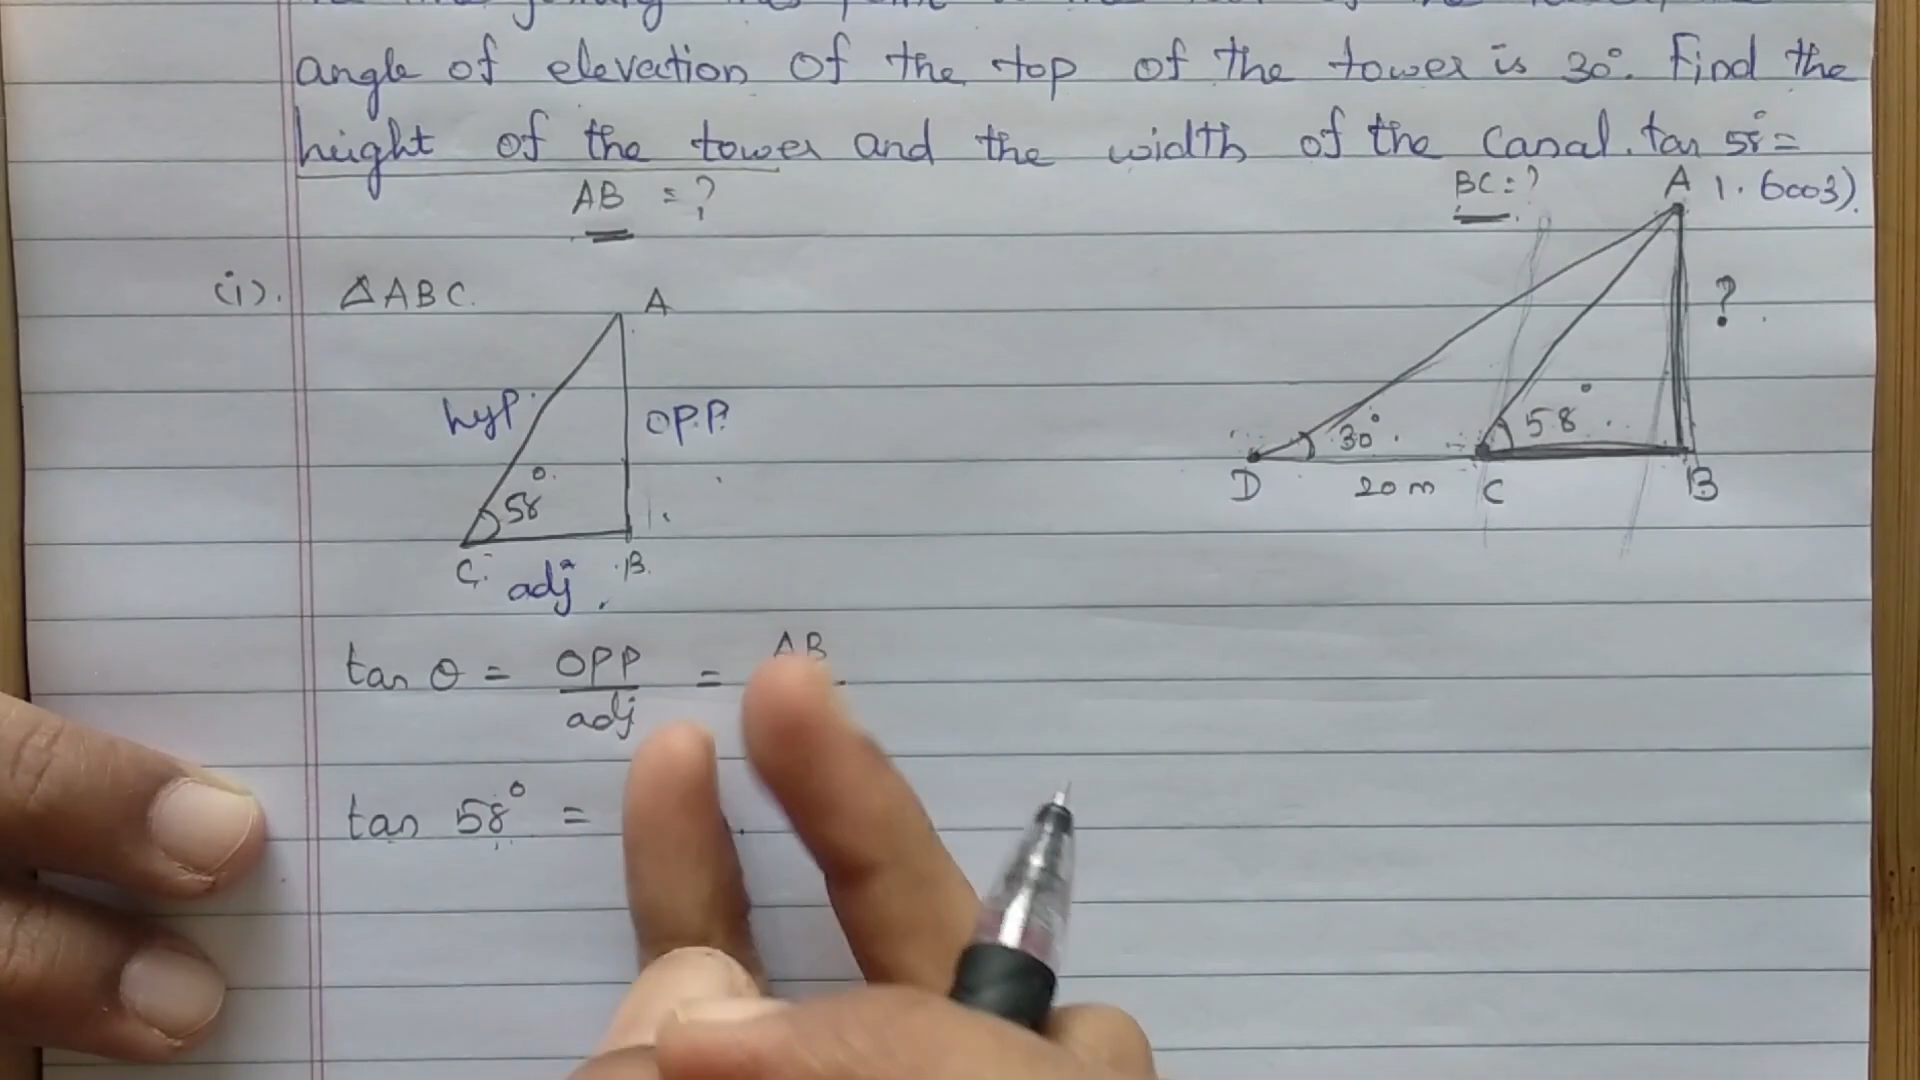 angle of elevation of the top of the tower is 30°. Find the
height of the tower and the width of the Canal. tan 58°=
1.6003).
AB = ?
BC = ?
A
?
30°.
58°.
D
20 m
C
B
(i). △ABC.
A
hyp.
opp.
58°.
C.
adj.
B.
tan θ = opp/adj = AB
tan 58° =